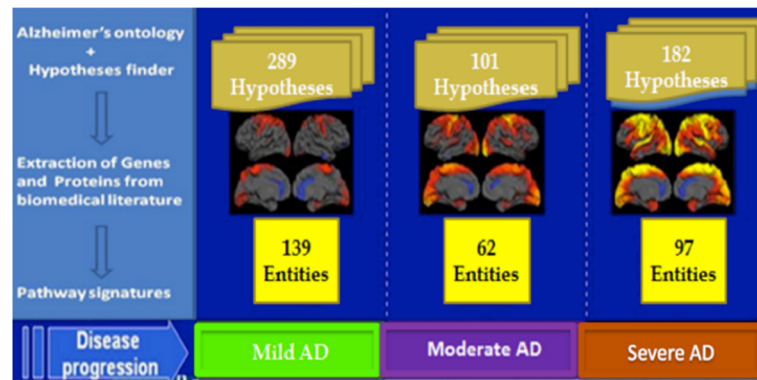 Alzheimer's ontology
+
Hypotheses finder
Extraction of Genes
and Proteins from
biomedical literature
Pathway signatures
289
Hypotheses
101
Hypotheses
182
Hypotheses
139
Entities
62
Entities
97
Entities
Disease
progression
Mild AD
Moderate AD
Severe AD